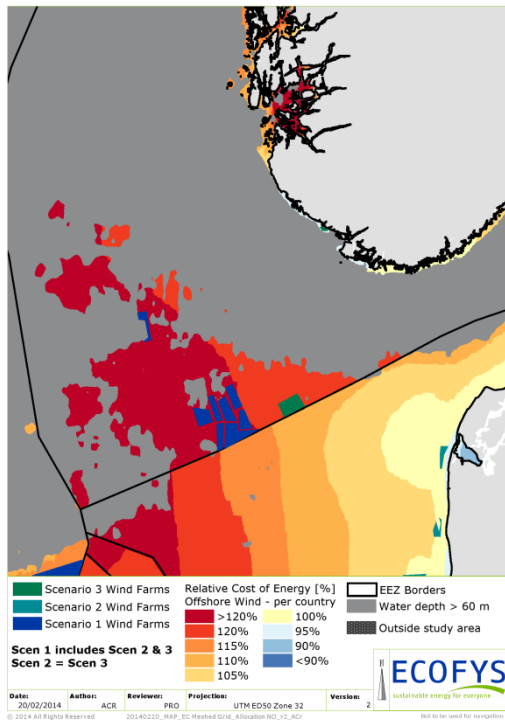 Scenario 3 Wind Farms
Scenario 2 Wind Farms
Scenario 1 Wind Farms
Scen 1 includes Scen 2 & 3
Scen 2 = Scen 3
Relative Cost of Energy [%]
Offshore Wind - per country
>120%
120%
115%
110%
105%
100%
95%
90%
<90%
EEZ Borders
Water depth > 60 m
Outside study area
N
ECOFYS
sustainable energy for everyone
Date: Author: Reviewer: Projection: Version:
20/02/2014 ACR PRO UTM ED50 Zone 32 2
© 2014 All Rights Reserved 20140220_MAP_EC Meshed Grid_Allocation NO_v2_ACr Not to be used for navigation